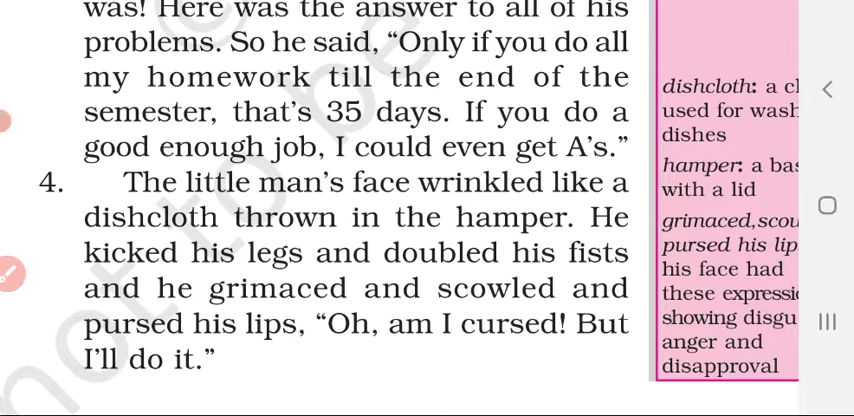 was! Here was the answer to all of his
problems. So he said, “Only if you do all
my homework till the end of the
semester, that’s 35 days. If you do a
good enough job, I could even get A’s.”
4. The little man’s face wrinkled like a
dishcloth thrown in the hamper. He
kicked his legs and doubled his fists
and he grimaced and scowled and
pursed his lips, “Oh, am I cursed! But
I’ll do it.”
dishcloth: a cl
used for wash
dishes
hamper: a bas
with a lid
grimaced,scou
pursed his lip
his face had
these expressi
showing disgu
anger and
disapproval
not to be